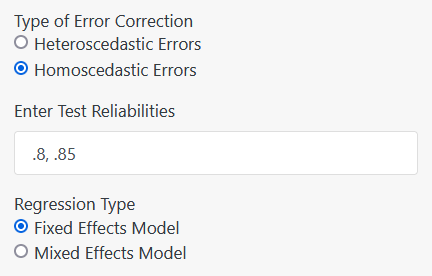 Type of Error Correction
Heteroscedastic Errors
Homoscedastic Errors
Enter Test Reliabilities
.8, .85
Regression Type
Fixed Effects Model
Mixed Effects Model